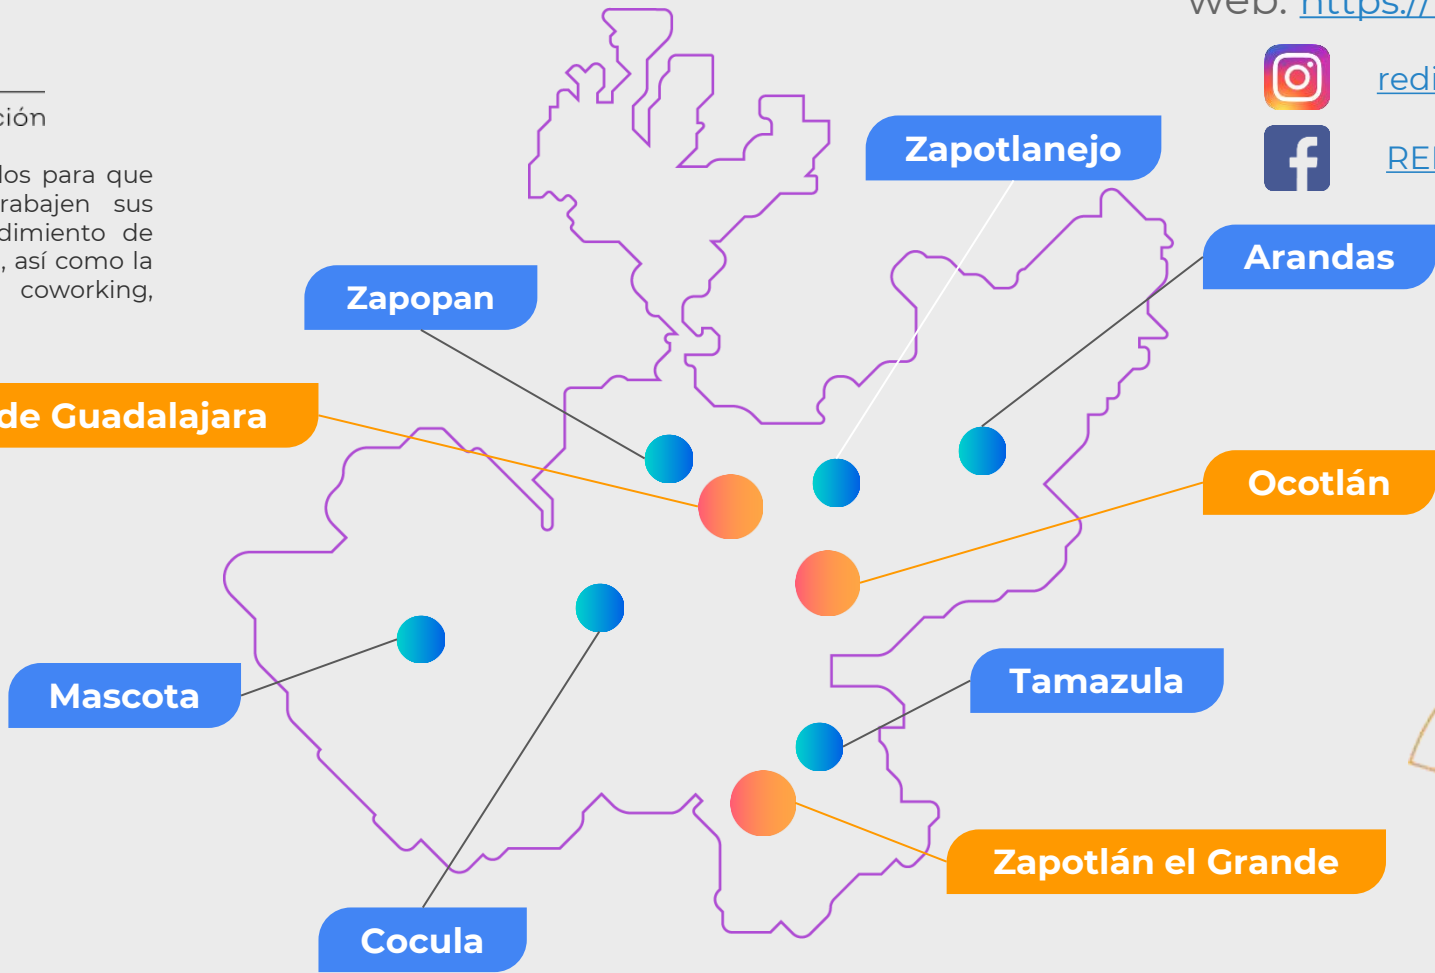 web: https://
redi
ción
los para que
rabajen sus
dimiento de
, así como la
coworking,
Zapotlanejo
Arandas
Zapopan
de Guadalajara
Ocotlán
Mascota
Tamazula
Zapotlán el Grande
Cocula